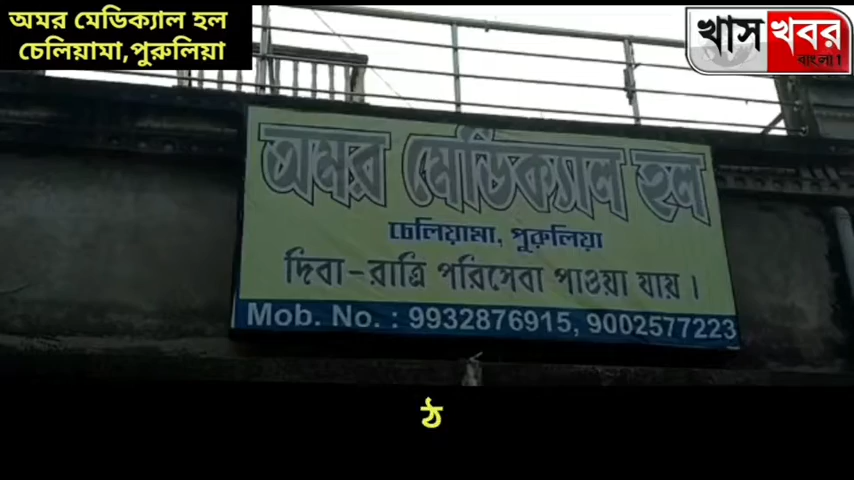 অমর মেডিক্যাল হল
চেলিয়ামা,পুরুলিয়া
খাস খবর
বাংলা
অমর মেডিক্যাল হল
চেলিয়ামা, পুরুলিয়া
দিবা-রাত্রি পরিসেবা পাওয়া যায়।
Mob. No. : 9932876915, 9002577223
ঠ